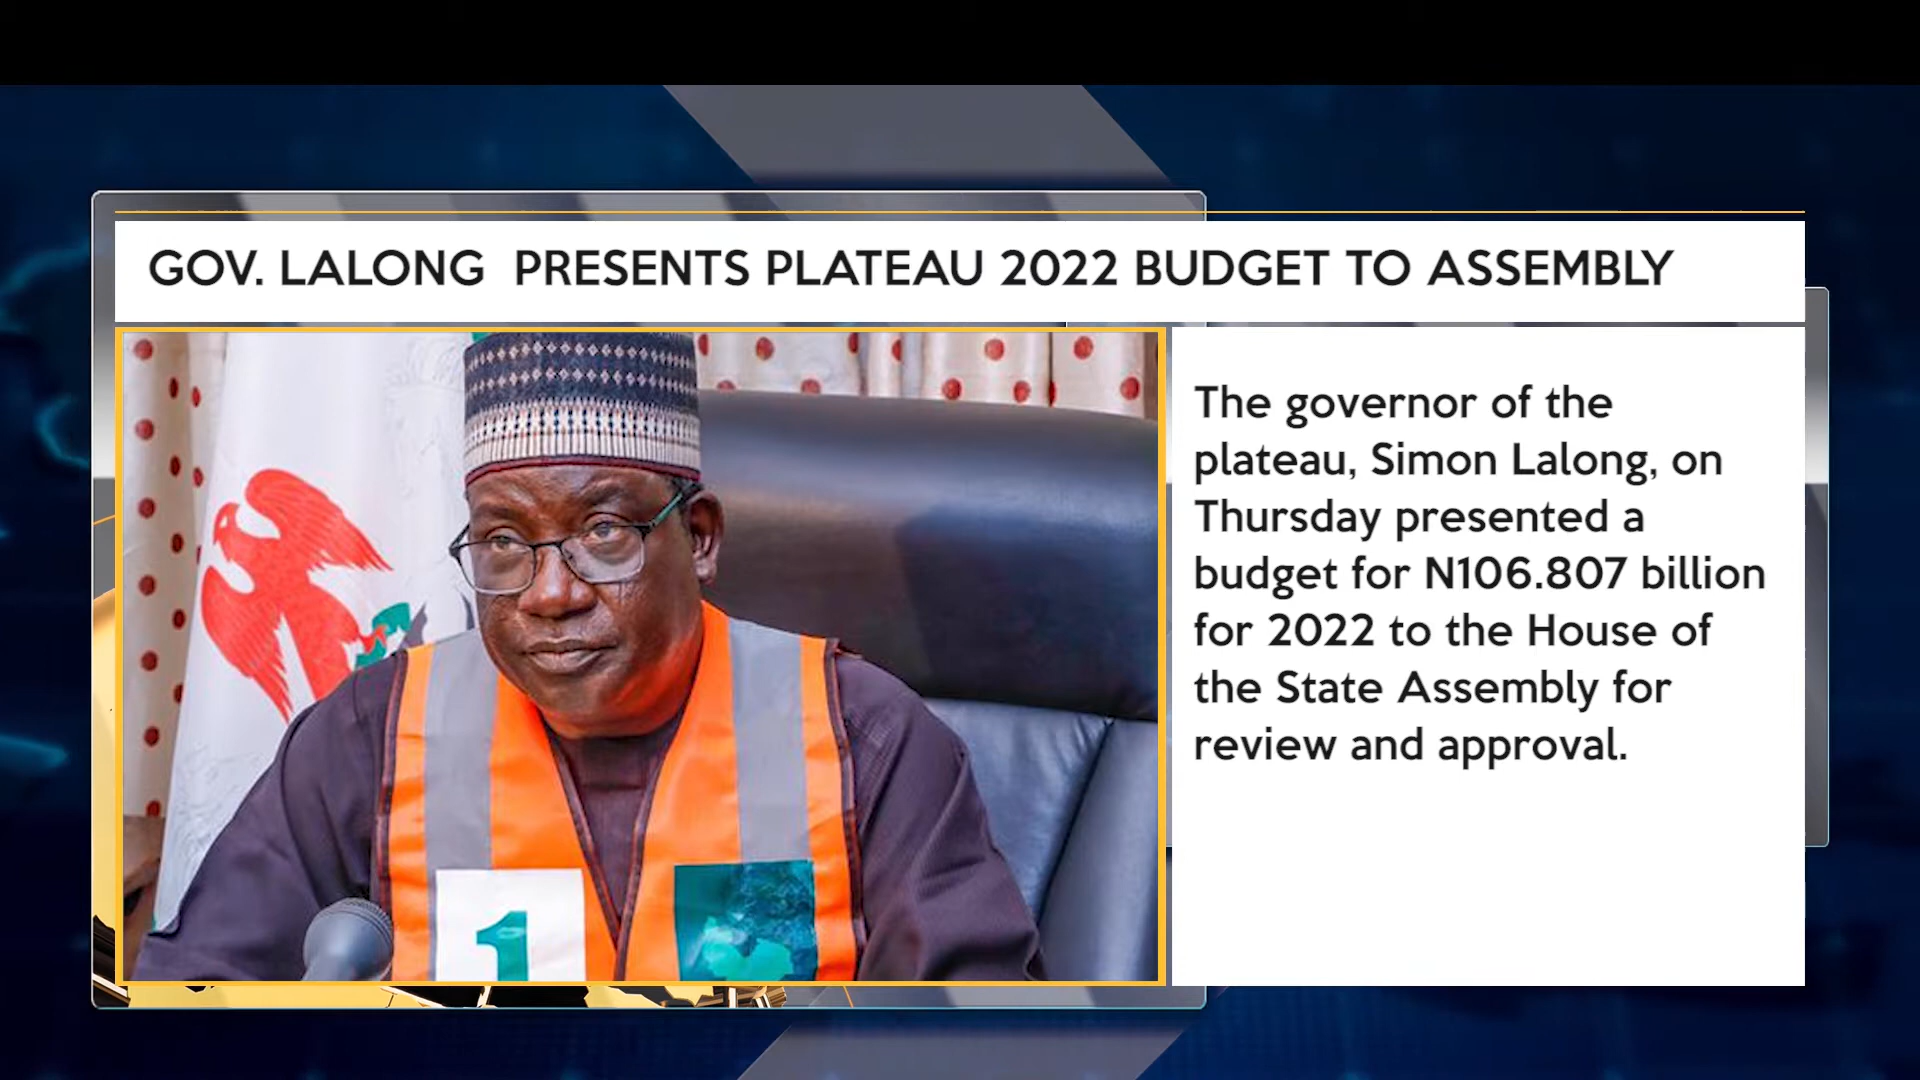 GOV. LALONG  PRESENTS PLATEAU 2022 BUDGET TO ASSEMBLY
The governor of the
plateau, Simon Lalong, on
Thursday presented a
budget for N106.807 billion
for 2022 to the House of
the State Assembly for
review and approval.
1